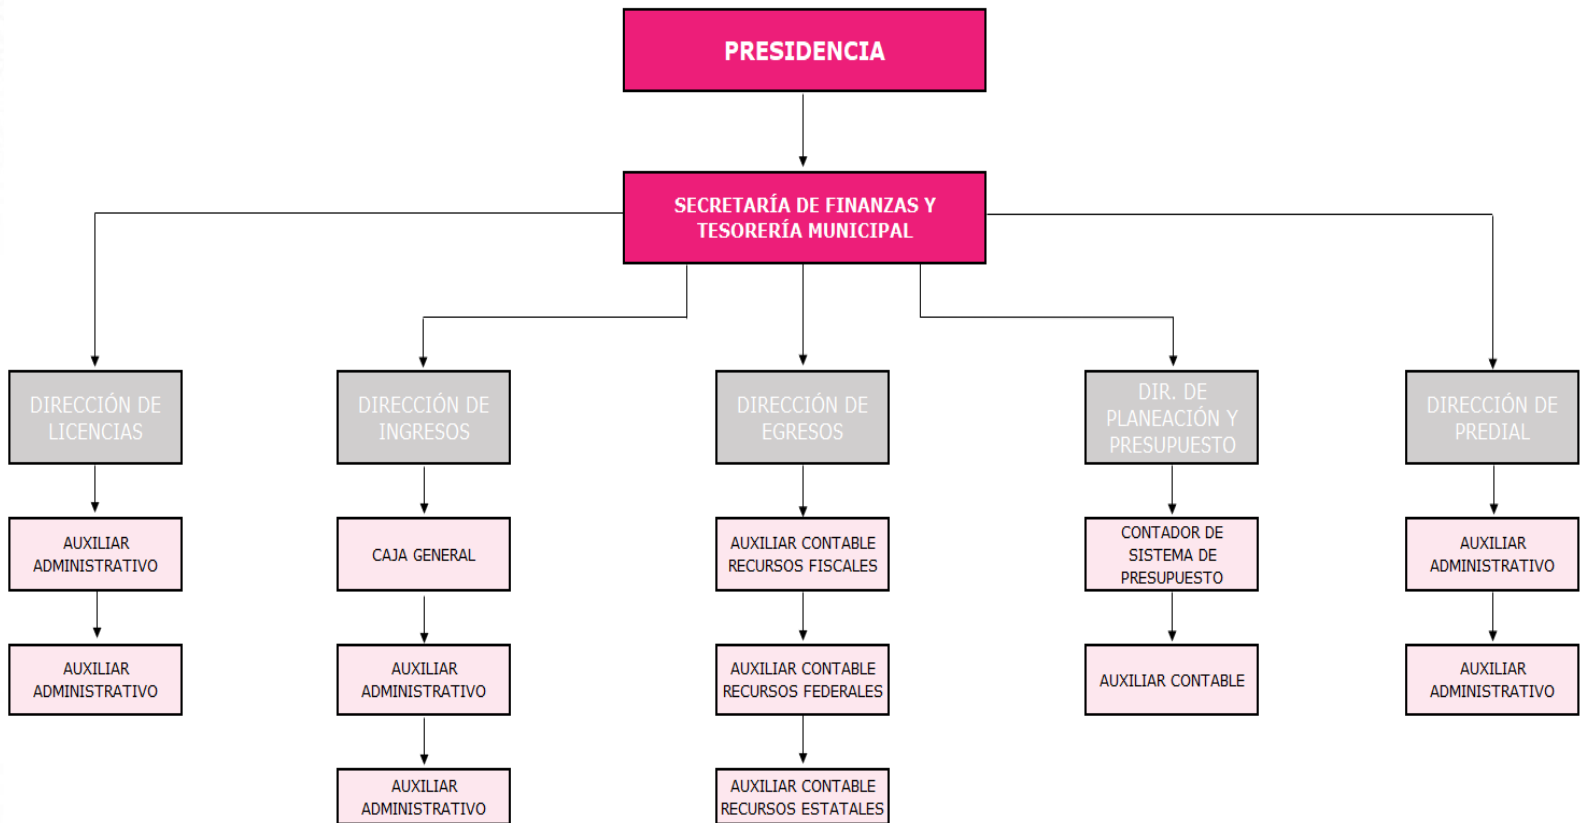 PRESIDENCIA
SECRETARÍA DE FINANZAS Y
TESORERÍA MUNICIPAL
DIRECCIÓN DE
LICENCIAS
DIRECCIÓN DE
INGRESOS
DIRECCIÓN DE
EGRESOS
DIR. DE
PLANEACIÓN Y
PRESUPUESTO
DIRECCIÓN DE
PREDIAL
AUXILIAR
ADMINISTRATIVO
CAJA GENERAL
AUXILIAR CONTABLE
RECURSOS FISCALES
CONTADOR DE
SISTEMA DE
PRESUPUESTO
AUXILIAR
ADMINISTRATIVO
AUXILIAR
ADMINISTRATIVO
AUXILIAR
ADMINISTRATIVO
AUXILIAR CONTABLE
RECURSOS FEDERALES
AUXILIAR CONTABLE
AUXILIAR
ADMINISTRATIVO
AUXILIAR
ADMINISTRATIVO
AUXILIAR CONTABLE
RECURSOS ESTATALES